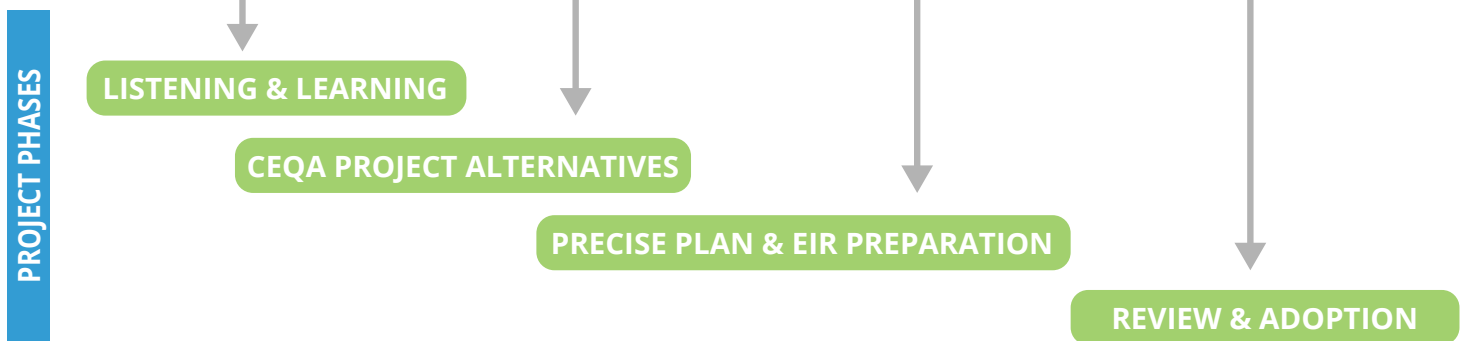 PROJECT PHASES
LISTENING & LEARNING
CEQA PROJECT ALTERNATIVES
PRECISE PLAN & EIR PREPARATION
REVIEW & ADOPTION